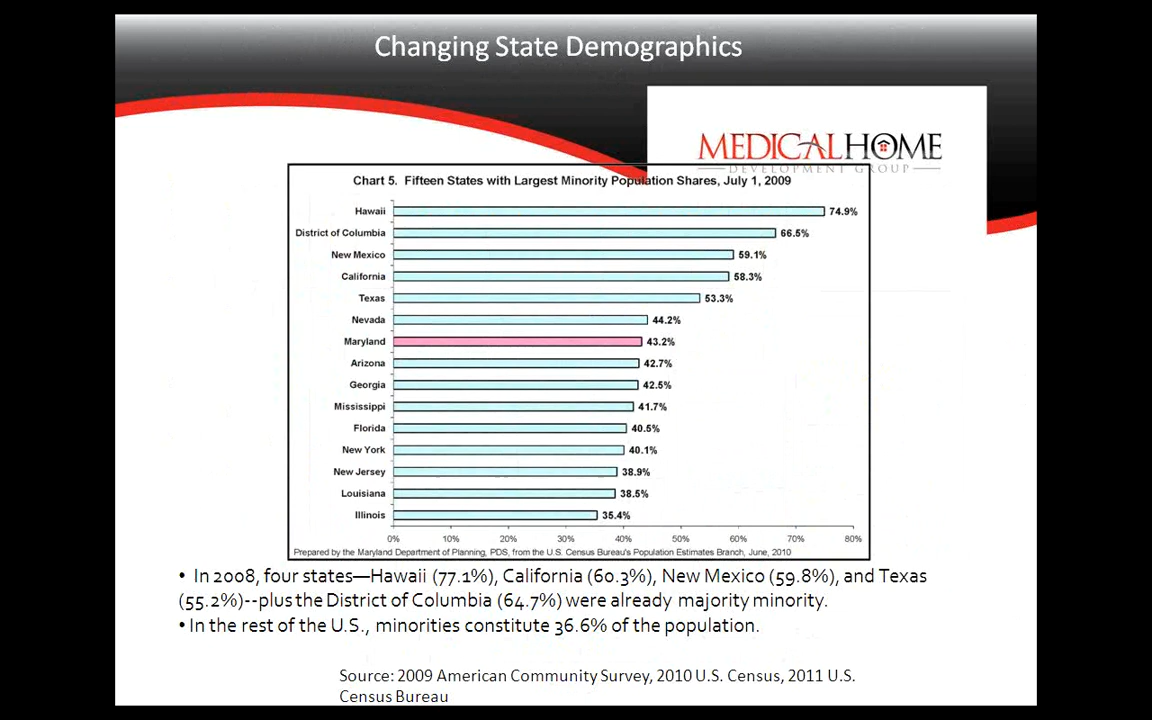 Changing State Demographics
MEDICALHOME
DEVELOPMENT GROUP
Chart 5. Fifteen States with Largest Minority Population Shares, July 1, 2009
Hawaii 74.9%
District of Columbia 66.5%
New Mexico 59.1%
California 58.3%
Texas 53.3%
Nevada 44.2%
Maryland 43.2%
Arizona 42.7%
Georgia 42.5%
Mississippi 41.7%
Florida 40.5%
New York 40.1%
New Jersey 38.9%
Louisiana 38.5%
Illinois 35.4%
0% 10% 20% 30% 40% 50% 60% 70% 80%
Prepared by the Maryland Department of Planning, PDS, from the U.S. Census Bureau's Population Estimates Branch, June, 2010
• In 2008, four states—Hawaii (77.1%), California (60.3%), New Mexico (59.8%), and Texas
(55.2%)--plus the District of Columbia (64.7%) were already majority minority.
• In the rest of the U.S., minorities constitute 36.6% of the population.
Source: 2009 American Community Survey, 2010 U.S. Census, 2011 U.S.
Census Bureau